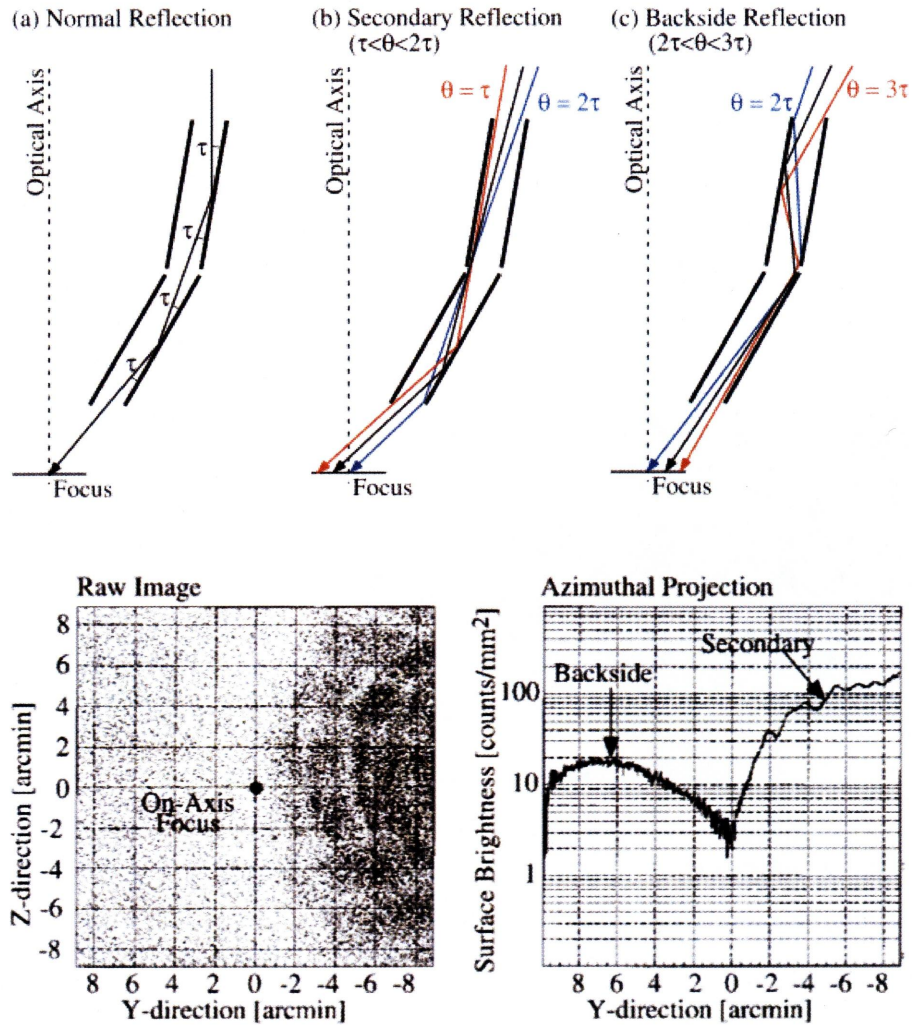 (a) Normal Reflection
(b) Secondary Reflection
(τ<θ<2τ)
(c) Backside Reflection
(2τ<θ<3τ)
Optical Axis
τ
τ
τ
τ
Focus
Optical Axis
θ = τ
θ = 2τ
Focus
Optical Axis
θ = 2τ
θ = 3τ
Focus
Raw Image
Z-direction [arcmin]
8
6
4
2
0
-2
-4
-6
-8
On-Axis
Focus
8 6 4 2 0 -2 -4 -6 -8
Y-direction [arcmin]
Azimuthal Projection
Surface Brightness [counts/mm²]
100
10
1
Backside
Secondary
8 6 4 2 0 -2 -4 -6 -8
Y-direction [arcmin]